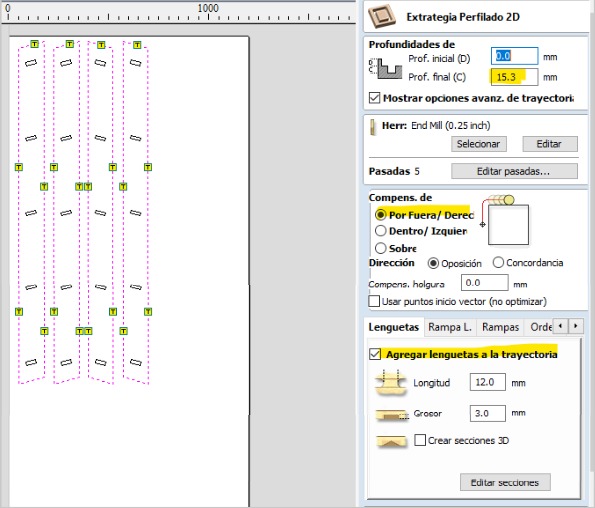 0 1000
Extrategia Perfilado 2D
Profundidades de
Prof. inicial (D) 0.0 mm
Prof. final (C) 15.3 mm
Mostrar opciones avanz. de trayectoria
Herr: End Mill (0.25 inch)
Selecionar Editar
Pasadas 5 Editar pasadas...
Compens. de
Por Fuera/ Derec
Dentro/ Izquier
Sobre
Dirección Oposición Concordancia
Compens. holgura 0.0 mm
Usar puntos inicio vector (no optimizar)
Lenguetas Rampa L. Rampas Orde
Agregar lenguetas a la trayectoria
Longitud 12.0 mm
Grosor 3.0 mm
Crear secciones 3D
Editar secciones
T T T T
T T T T
T T T T
T T T T
T T T T